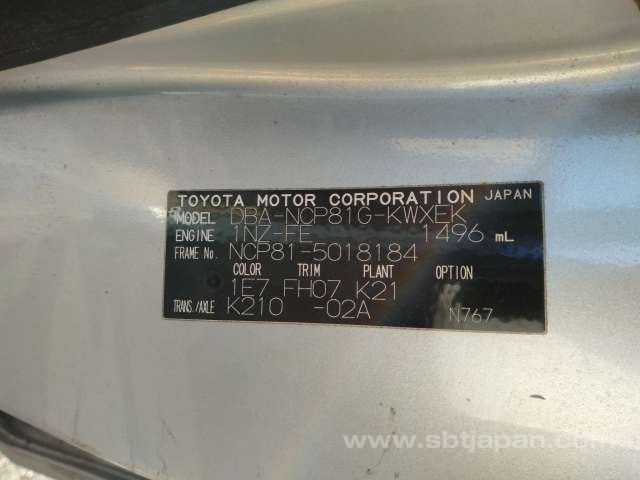 TOYOTA MOTOR CORPORATION JAPAN
MODEL DBA-NCP81G-KWXEK
ENGINE 1NZ-FE 1496 mL
FRAME No. NCP81-5018184
COLOR TRIM PLANT OPTION
1E7 FH07 K21
TRANS./AXLE K210 -02A N767
www.sbtjapan.com